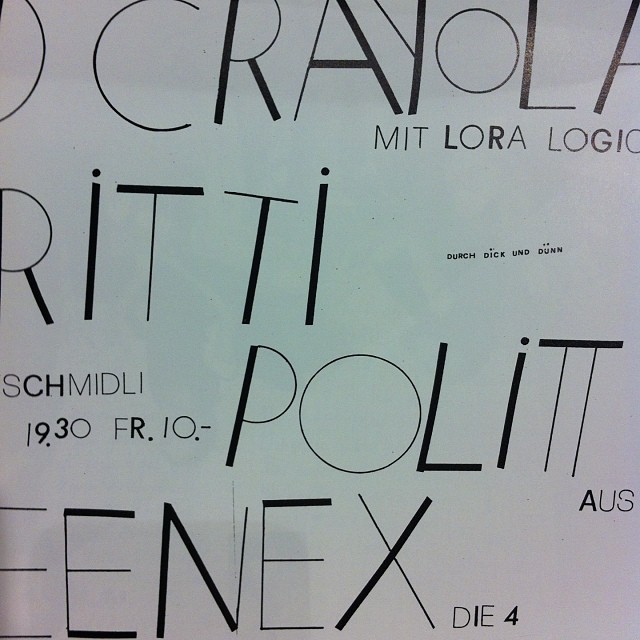 O CRAYOLA
MIT LORA LOGIC
RiTTi
DURCH DICK UND DÜNN
POLiTT
SCHMIDLI
19.30 FR. 10.-
AUS
EENEX
DIE 4